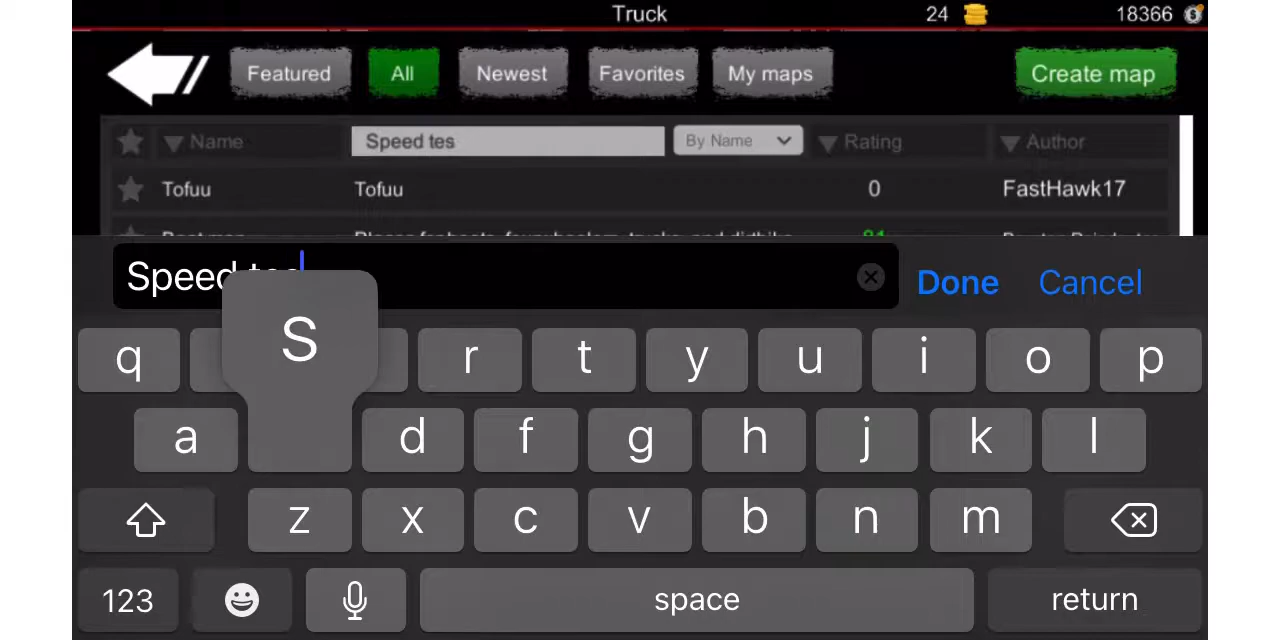 Truck 24 18366
Featured All Newest Favorites My maps Create map
Name Speed tes By Name Rating Author
Tofuu Tofuu 0 FastHawk17
81
Speed tes Done Cancel
S
q r t y u i o p
a d f g h j k l
z x c v b n m
123 space return